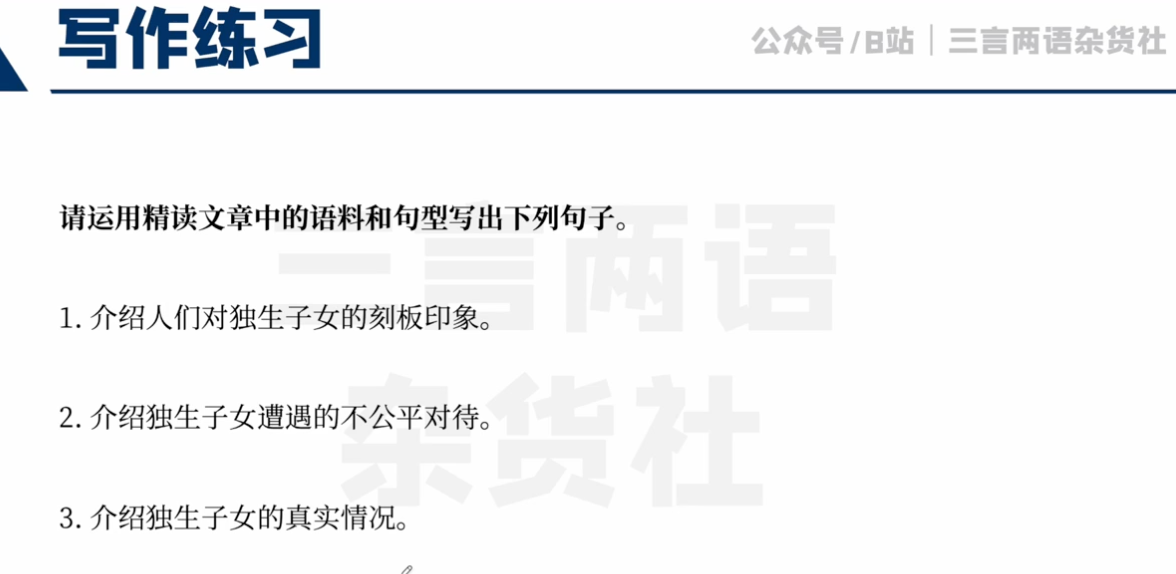 写作练习
公众号/B站｜三言两语杂货社
请运用精读文章中的语料和句型写出下列句子。
三言两语
杂货社
1. 介绍人们对独生子女的刻板印象。
2. 介绍独生子女遭遇的不公平对待。
3. 介绍独生子女的真实情况。